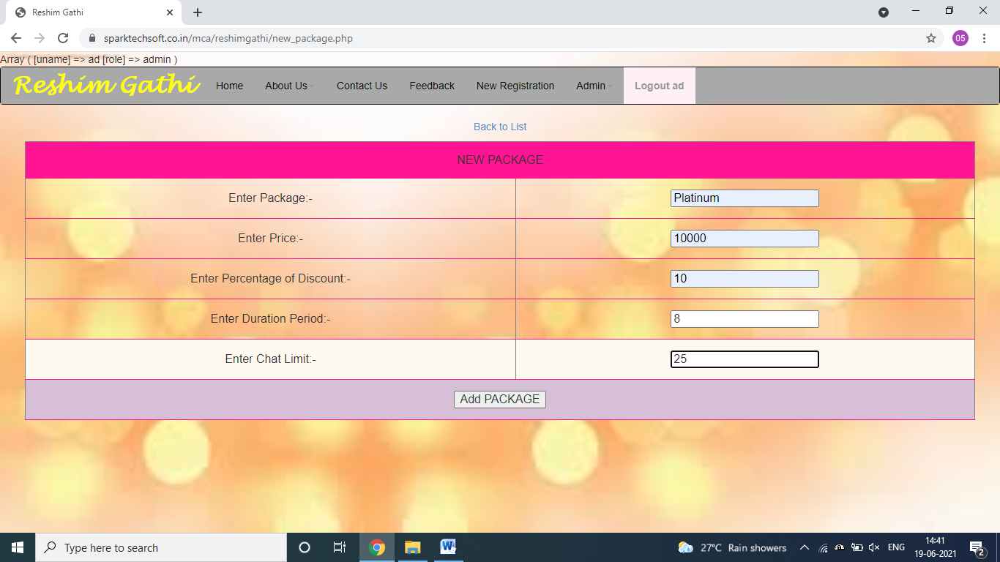 Reshim Gathi
sparktechsoft.co.in/mca/reshimgathi/new_package.php
05
Array ( [uname] => ad [role] => admin )
Reshim Gathi Home About Us Contact Us Feedback New Registration Admin Logout ad
Back to List
NEW PACKAGE
Enter Package:- Platinum
Enter Price:- 10000
Enter Percentage of Discount:- 10
Enter Duration Period:- 8
Enter Chat Limit:- 25
Add PACKAGE
Type here to search
27°C Rain showers
ENG
14:41
19-06-2021
2